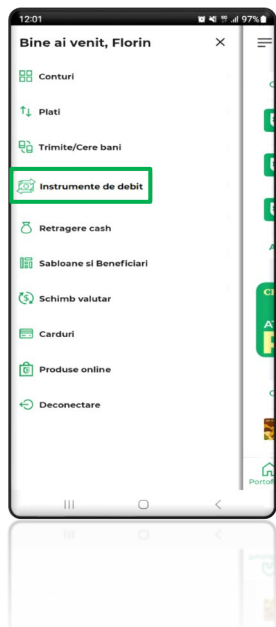 12:01 97%
Bine ai venit, Florin
Conturi
Plati
Trimite/Cere bani
Instrumente de debit
Retragere cash
Sabloane si Beneficiari
Schimb valutar
Carduri
Produse online
Deconectare